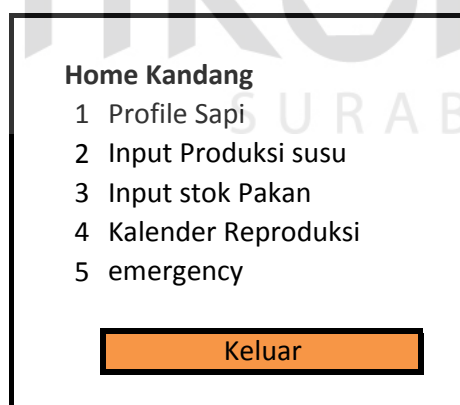 SURAB
Home Kandang
1 Profile Sapi
2 Input Produksi susu
3 Input stok Pakan
4 Kalender Reproduksi
5 emergency
Keluar